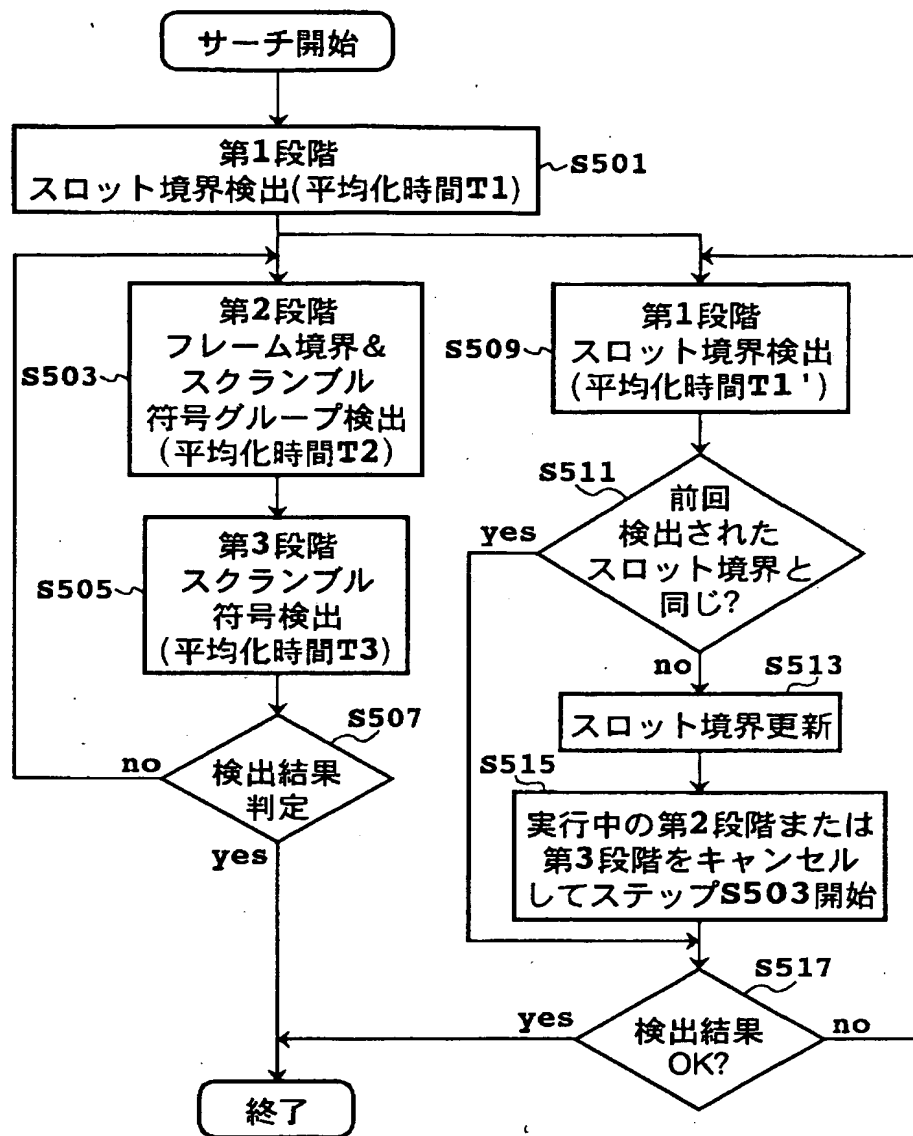 サーチ開始
第1段階
スロット境界検出(平均化時間T1)
S501
第2段階
フレーム境界&
スクランブル
符号グループ検出
(平均化時間T2)
S503
第3段階
スクランブル
符号検出
(平均化時間T3)
S505
S507
検出結果
判定
no
yes
第1段階
スロット境界検出
(平均化時間T1')
S509
S511
前回
検出された
スロット境界と
同じ?
yes
no
S513
スロット境界更新
S515
実行中の第2段階または
第3段階をキャンセル
してステップS503開始
S517
検出結果
OK?
yes
no
終了